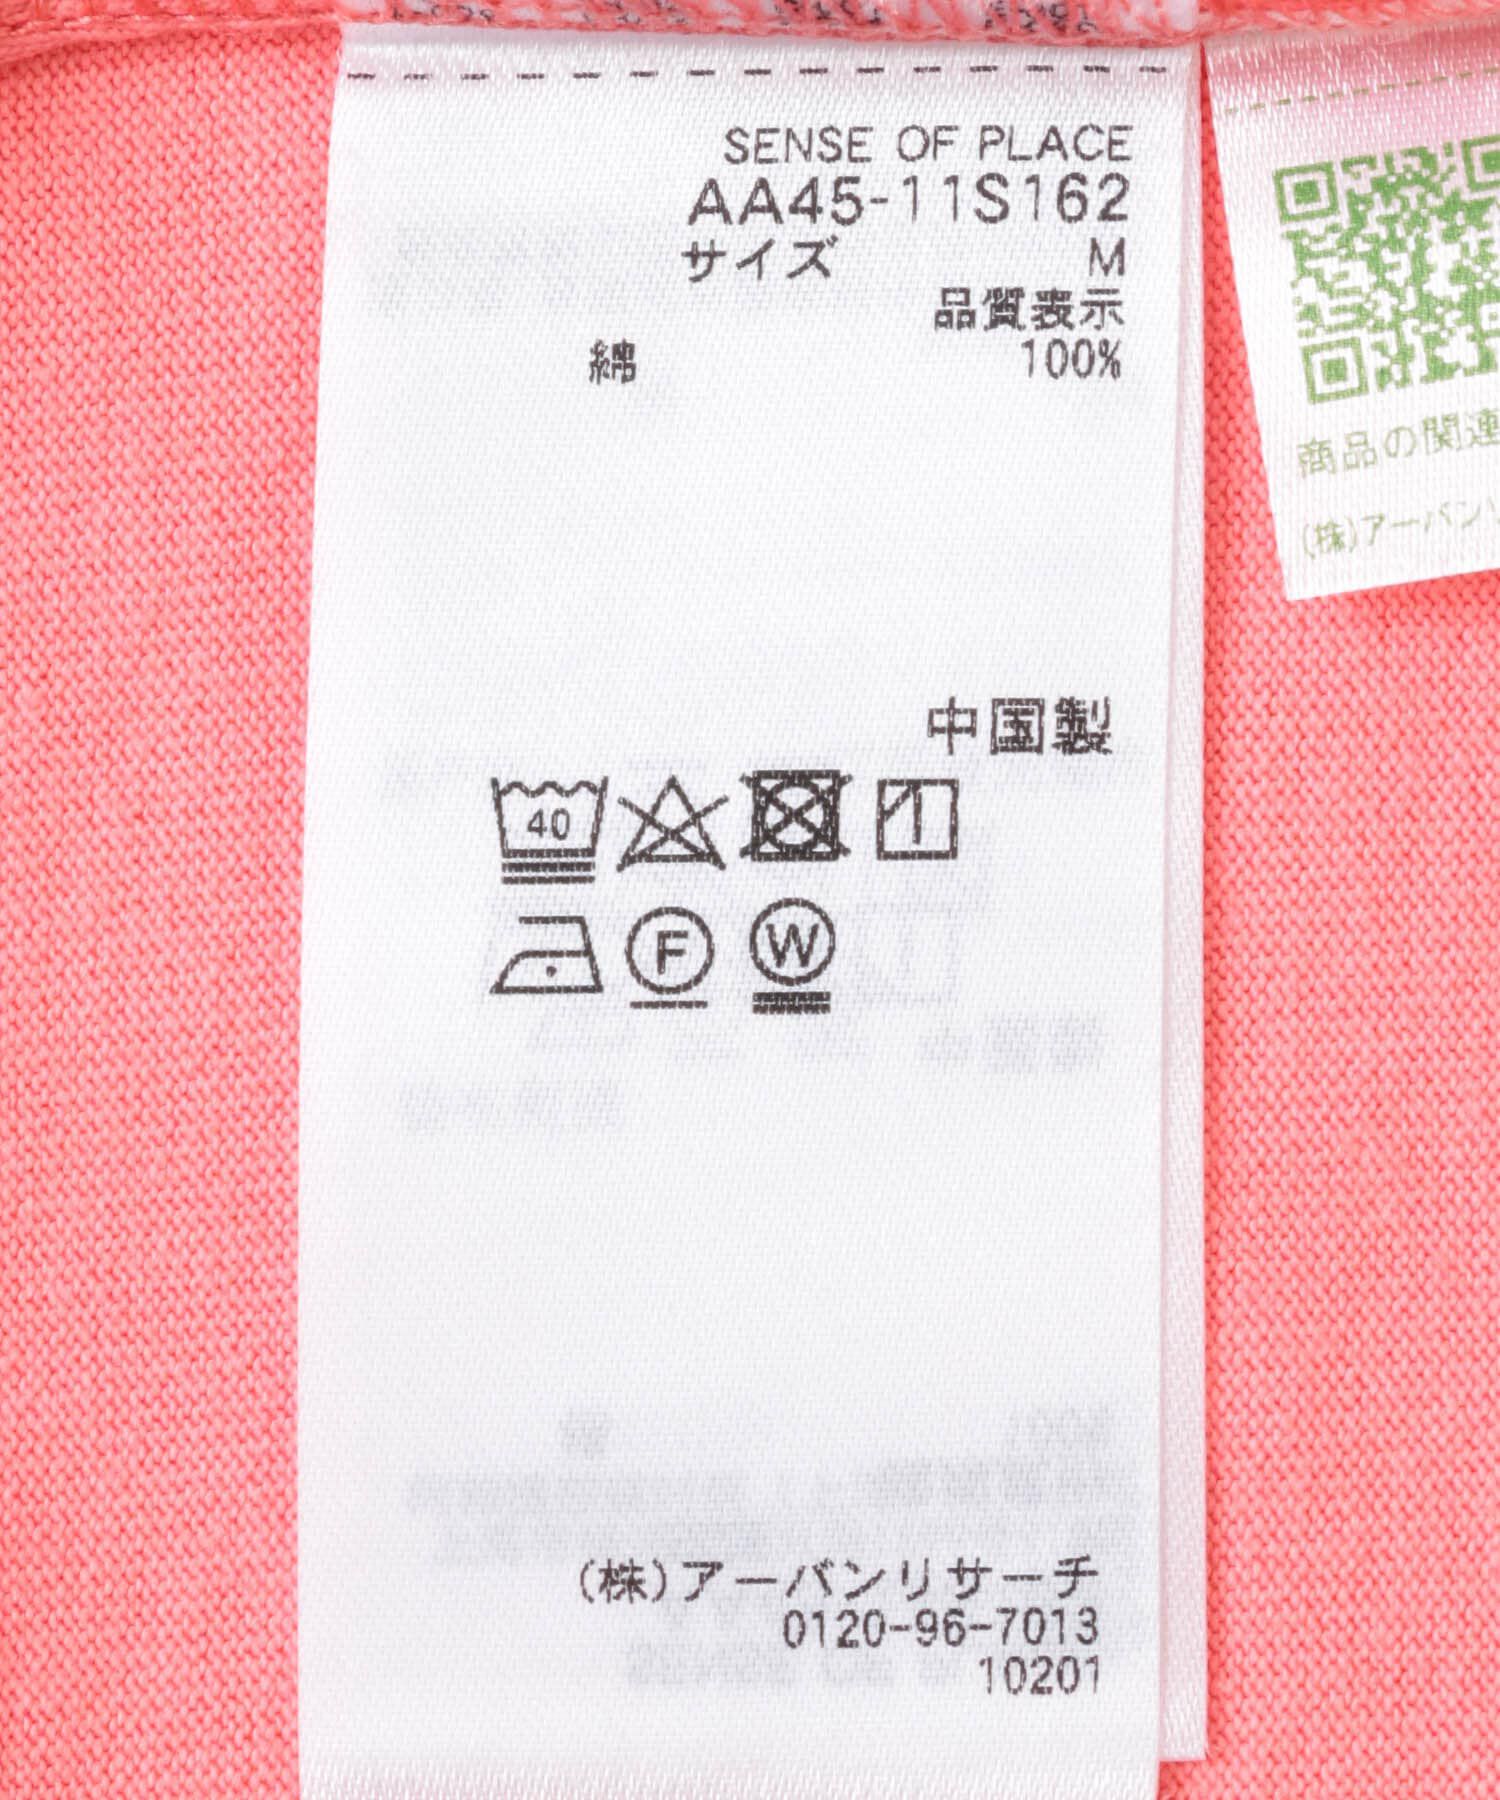 SENSE OF PLACE
AA45-11S162
サイズ M
品質表示
綿 100%
中国製
40
F W
(株)アーバンリサーチ
0120-96-7013
10201
商品の関連
(株)アーバンリ